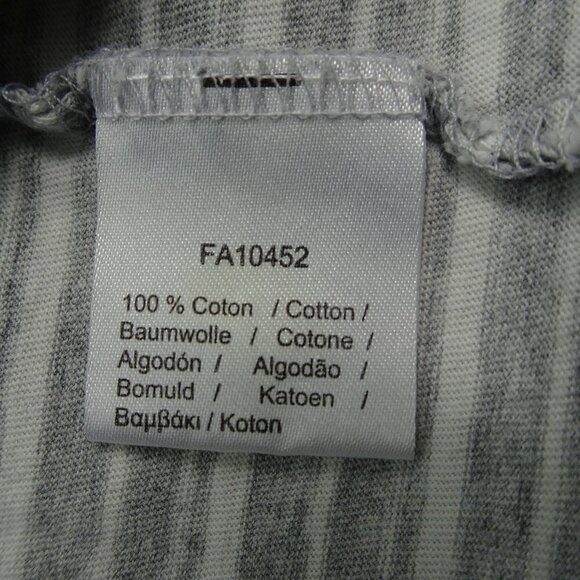 FA10452
100 % Coton / Cotton /
Baumwolle / Cotone /
Algodón / Algodão /
Bomuld / Katoen /
Βαμβάκι / Koton